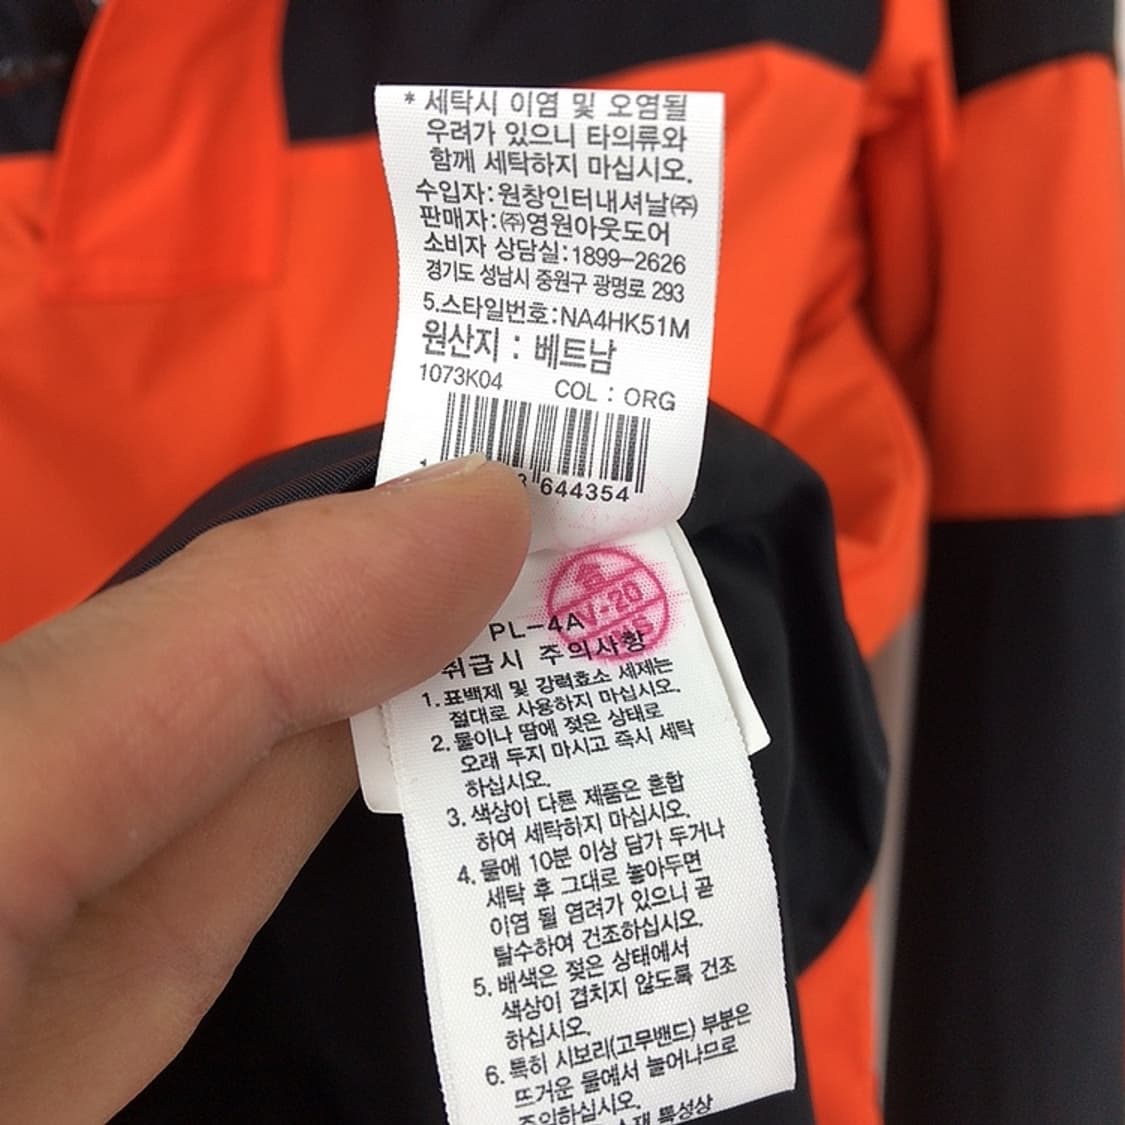 * 세탁시 이염 및 오염될
우려가 있으니 타의류와
함께 세탁하지 마십시오.
수입자:원창인터내셔날㈜
판매자:㈜영원아웃도어
소비자 상담실:1899-2626
경기도 성남시 중원구 광명로 293
5.스타일번호:NA4HK51M
원산지 : 베트남
1073K04 COL : ORG
644354
V-20
PL-4A
취급시 주의사항
1. 표백제 및 강력효소 세제는
절대로 사용하지 마십시오.
2. 물이나 땀에 젖은 상태로
오래 두지 마시고 즉시 세탁
하십시오.
3. 색상이 다른 제품은 혼합
하여 세탁하지 마십시오.
4. 물에 10분 이상 담가 두거나
세탁 후 그대로 놓아두면
이염 될 염려가 있으니 곧
탈수하여 건조하십시오.
5. 배색은 젖은 상태에서
색상이 겹치지 않도록 건조
하십시오.
6. 특히 시보리(고무밴드) 부분은
뜨거운 물에서 늘어나므로
주의하십시오.
소재 특성상